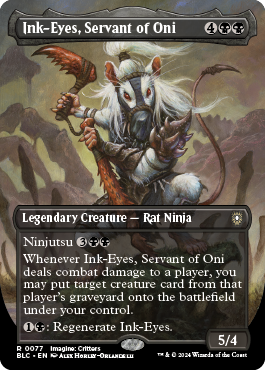 Ink-Eyes, Servant of Oni 4
Legendary Creature — Rat Ninja
Ninjutsu 3
Whenever Ink-Eyes, Servant of Oni
deals combat damage to a player, you
may put target creature card from that
player's graveyard onto the battlefield
under your control.
1: Regenerate Ink-Eyes.
5/4
R 0077 Imagine: Critters
BLC • EN Alex Horley-Orlandelli
™ & © 2024 Wizards of the Coast